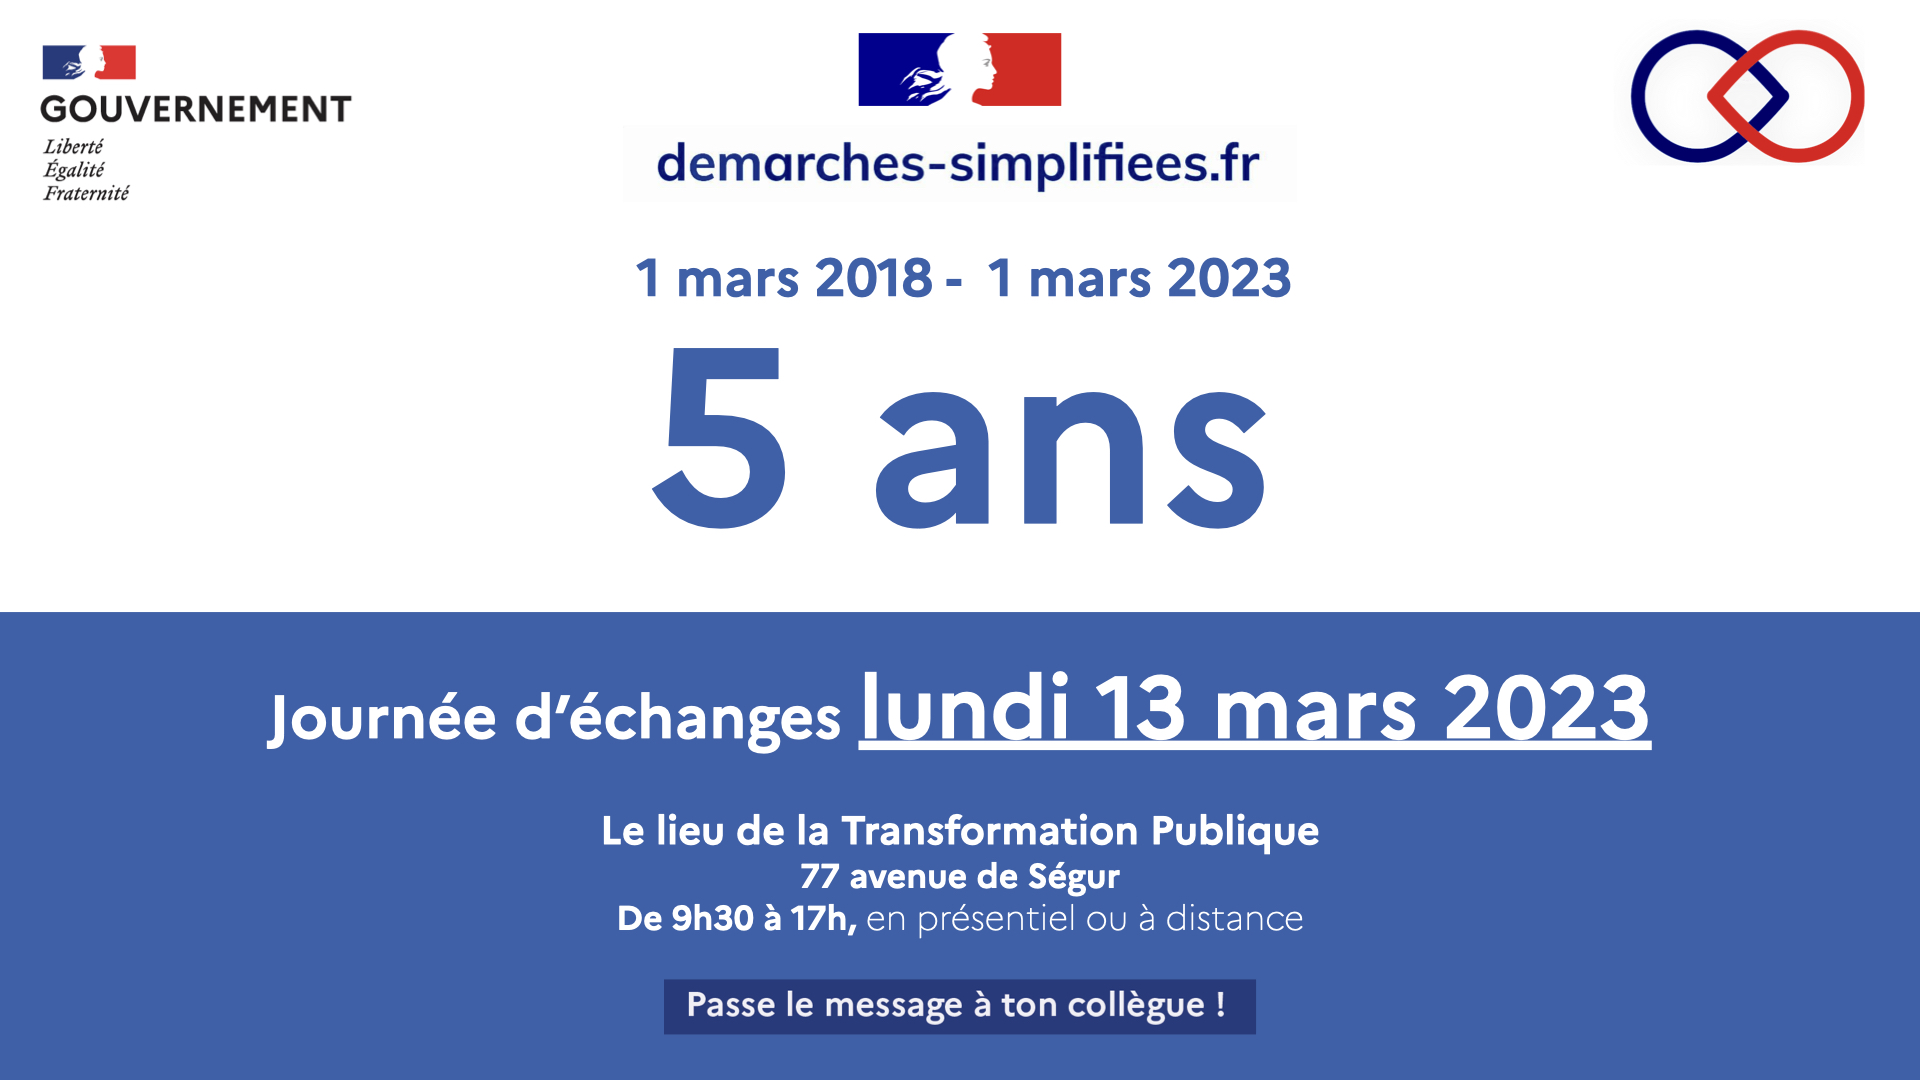 GOUVERNEMENT
Liberté
Égalité
Fraternité
demarches-simplifiees.fr
1 mars 2018 - 1 mars 2023
5 ans
Journée d’échanges lundi 13 mars 2023
Le lieu de la Transformation Publique
77 avenue de Ségur
De 9h30 à 17h, en présentiel ou à distance
Passe le message à ton collègue !